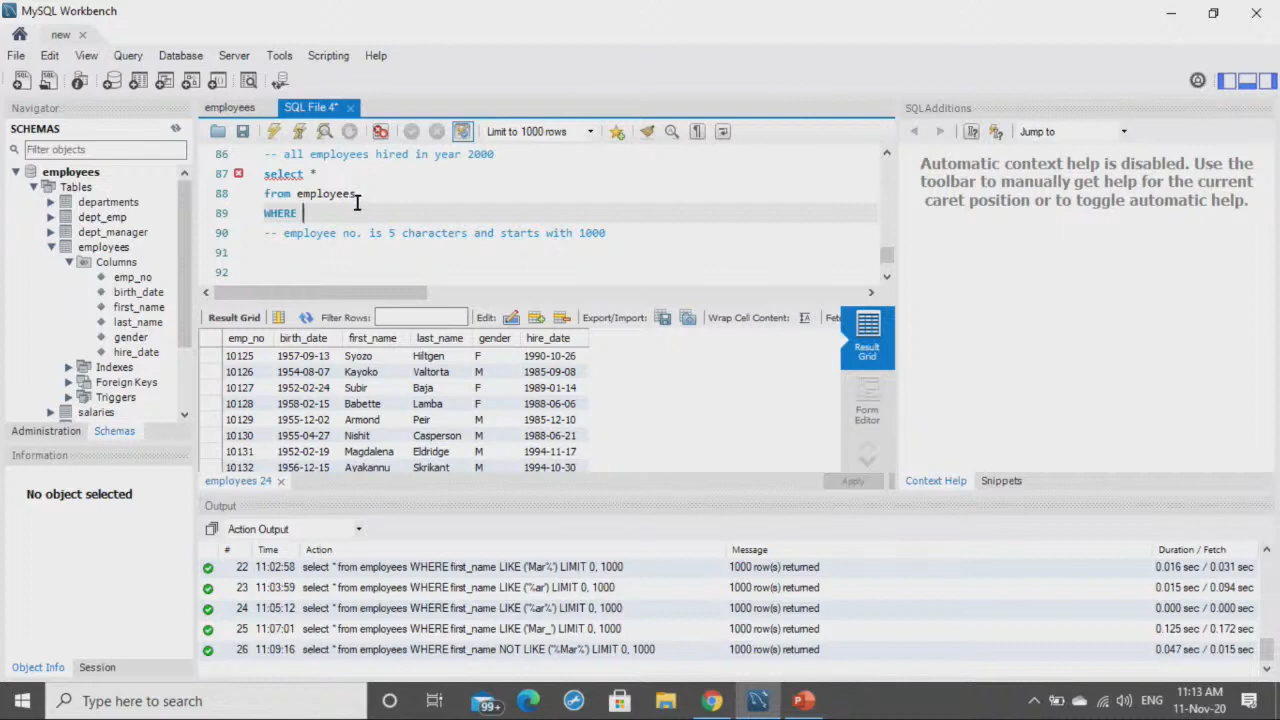 MySQL Workbench
new
File Edit View Query Database Server Tools Scripting Help
Navigator
SCHEMAS
Filter objects
employees
Tables
departments
dept_emp
dept_manager
employees
Columns
emp_no
birth_date
first_name
last_name
gender
hire_date
Indexes
Foreign Keys
Triggers
salaries
Administration Schemas
Information
No object selected
Object Info Session
employees SQL File 4*
Limit to 1000 rows
86 -- all employees hired in year 2000
87 select *
88 from employees
89 WHERE
90 -- employee no. is 5 characters and starts with 1000
91
92
Result Grid Filter Rows: Edit: Export/Import: Wrap Cell Content: Fet
emp_no birth_date first_name last_name gender hire_date
10125 1957-09-13 Syozo Hiltgen F 1990-10-26
10126 1954-08-07 Kayoko Valtorta M 1985-09-08
10127 1952-02-24 Subir Baja F 1989-01-14
10128 1958-02-15 Babette Lamba F 1988-06-06
10129 1955-12-02 Armond Peir M 1985-12-10
10130 1955-04-27 Nishit Casperson M 1988-06-21
10131 1952-02-19 Magdalena Eldridge M 1994-11-17
10132 1956-12-15 Ayakannu Skrikant M 1994-10-30
Result Grid
Form Editor
employees 24
Apply
SQLAdditions
Jump to
Automatic context help is disabled. Use the
toolbar to manually get help for the current
caret position or to toggle automatic help.
Context Help Snippets
Output
Action Output
# Time Action Message Duration / Fetch
22 11:02:58 select * from employees WHERE first_name LIKE ('Mar%') LIMIT 0, 1000 1000 row(s) returned 0.016 sec / 0.031 sec
23 11:03:59 select * from employees WHERE first_name LIKE ('%ar') LIMIT 0, 1000 1000 row(s) returned 0.015 sec / 0.094 sec
24 11:05:12 select * from employees WHERE first_name LIKE ('%ar%') LIMIT 0, 1000 1000 row(s) returned 0.000 sec / 0.000 sec
25 11:07:01 select * from employees WHERE first_name LIKE ('Mar_') LIMIT 0, 1000 1000 row(s) returned 0.125 sec / 0.172 sec
26 11:09:16 select * from employees WHERE first_name NOT LIKE ('%Mar%') LIMIT 0, 1000 1000 row(s) returned 0.047 sec / 0.015 sec
Type here to search
99+
ENG
11:13 AM
11-Nov-20